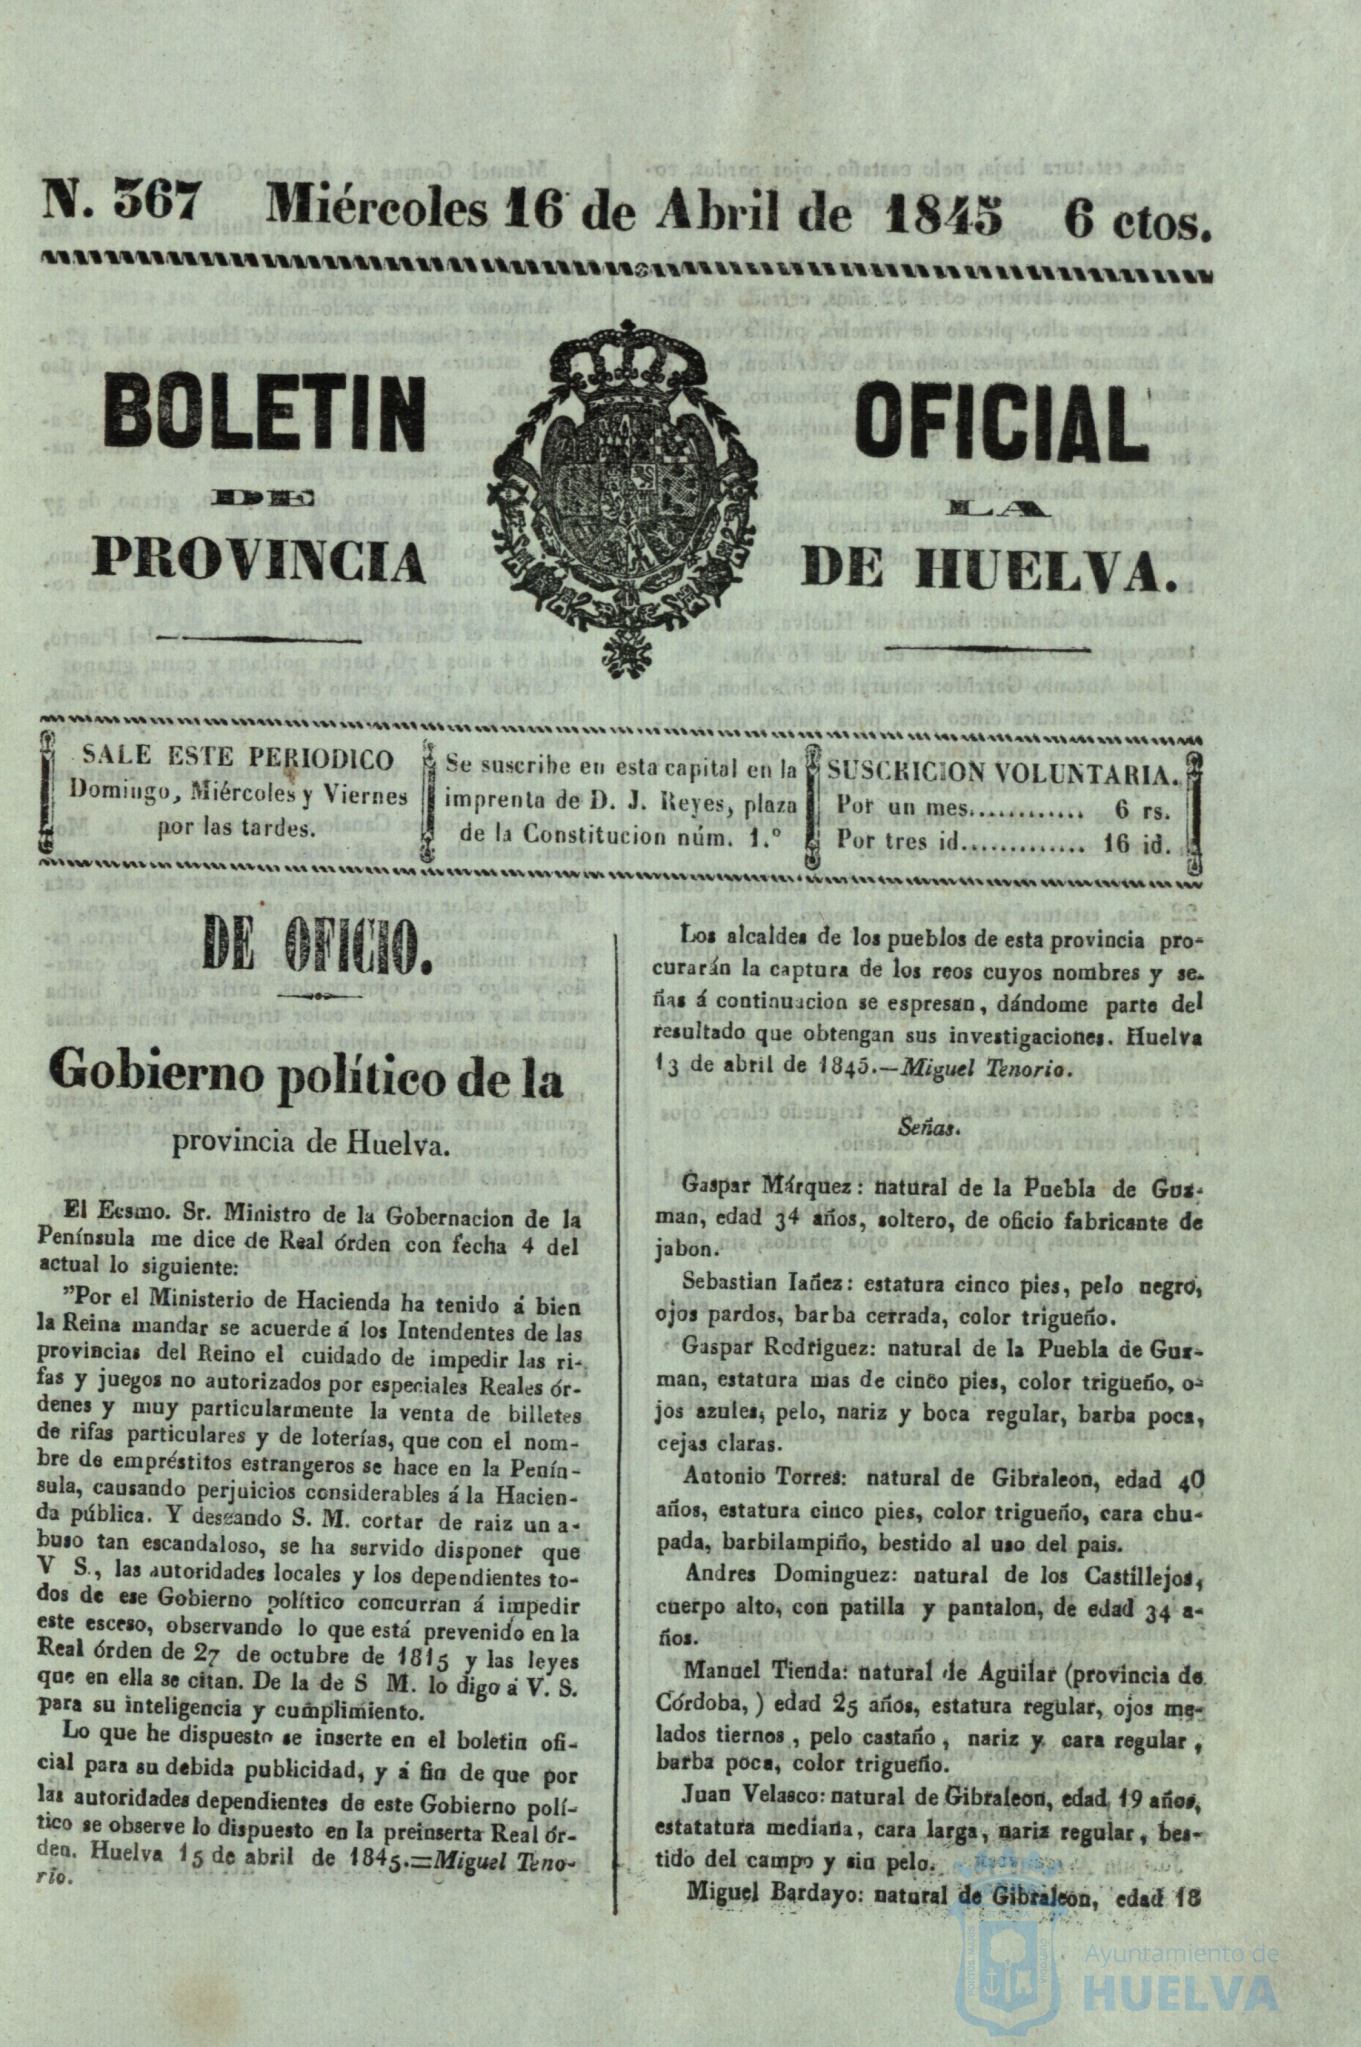 N. 367 Miércoles 16 de Abril de 1845 6 ctos.
BOLETIN OFICIAL
DE LA
PROVINCIA DE HUELVA.
SALE ESTE PERIODICO
Domingo, Miércoles y Viernes
por las tardes.
Se suscribe en esta capital en la
imprenta de D. J. Reyes, plaza
de la Constitucion núm. 1.º
SUSCRICION VOLUNTARIA.
Por un mes............ 6 rs.
Por tres id............. 16 id.
DE OFICIO.
Gobierno político de la
provincia de Huelva.
El Ecsmo. Sr. Ministro de la Gobernacion de la
Península me dice de Real órden con fecha 4 del
actual lo siguiente:
"Por el Ministerio de Hacienda ha tenido á bien
la Reina mandar se acuerde á los Intendentes de las
provincias del Reino el cuidado de impedir las ri-
fas y juegos no autorizados por especiales Reales ór-
denes y muy particularmente la venta de billetes
de rifas particulares y de loterías, que con el nom-
bre de empréstitos estrangeros se hace en la Penín-
sula, causando perjuicios considerables á la Hacien-
da pública. Y deseando S. M. cortar de raiz un a-
buso tan escandaloso, se ha servido disponer que
V S., las autoridades locales y los dependientes to-
dos de ese Gobierno político concurran á impedir
este esceso, observando lo que está prevenido en la
Real órden de 27 de octubre de 1815 y las leyes
que en ella se citan. De la de S M. lo digo á V. S.
para su inteligencia y cumplimiento.
Lo que he dispuesto se inserte en el boletin ofi-
cial para su debida publicidad, y á fin de que por
las autoridades dependientes de este Gobierno polí-
tico se observe lo dispuesto en la preinserta Real ór-
den. Huelva 15 de abril de 1845.=Miguel Teno-
rio.
Los alcaldes de los pueblos de esta provincia pro-
curarán la captura de los reos cuyos nombres y se-
ñas á continuacion se espresan, dándome parte del
resultado que obtengan sus investigaciones. Huelva
13 de abril de 1845.—Miguel Tenorio.
Señas.
Gaspar Márquez: natural de la Puebla de Guz-
man, edad 34 años, soltero, de oficio fabricante de
jabon.
Sebastian Iañez: estatura cinco pies, pelo negro,
ojos pardos, barba cerrada, color trigueño.
Gaspar Rodriguez: natural de la Puebla de Guz-
man, estatura mas de cinco pies, color trigueño, o-
jos azules, pelo, nariz y boca regular, barba poca,
cejas claras.
Antonio Torres: natural de Gibraleon, edad 40
años, estatura cinco pies, color trigueño, cara chu-
pada, barbilampiño, bestido al uso del pais.
Andres Dominguez: natural de los Castillejos,
cuerpo alto, con patilla y pantalon, de edad 34 a-
ños.
Manuel Tienda: natural de Aguilar (provincia de
Córdoba,) edad 25 años, estatura regular, ojos me-
lados tiernos, pelo castaño, nariz y cara regular,
barba poca, color trigueño.
Juan Velasco: natural de Gibraleon, edad 19 años,
estatatura mediana, cara larga, nariz regular, bes-
tido del campo y sin pelo.
Miguel Bardayo: natural de Gibraleon, edad 18
Ayuntamiento de
HUELVA